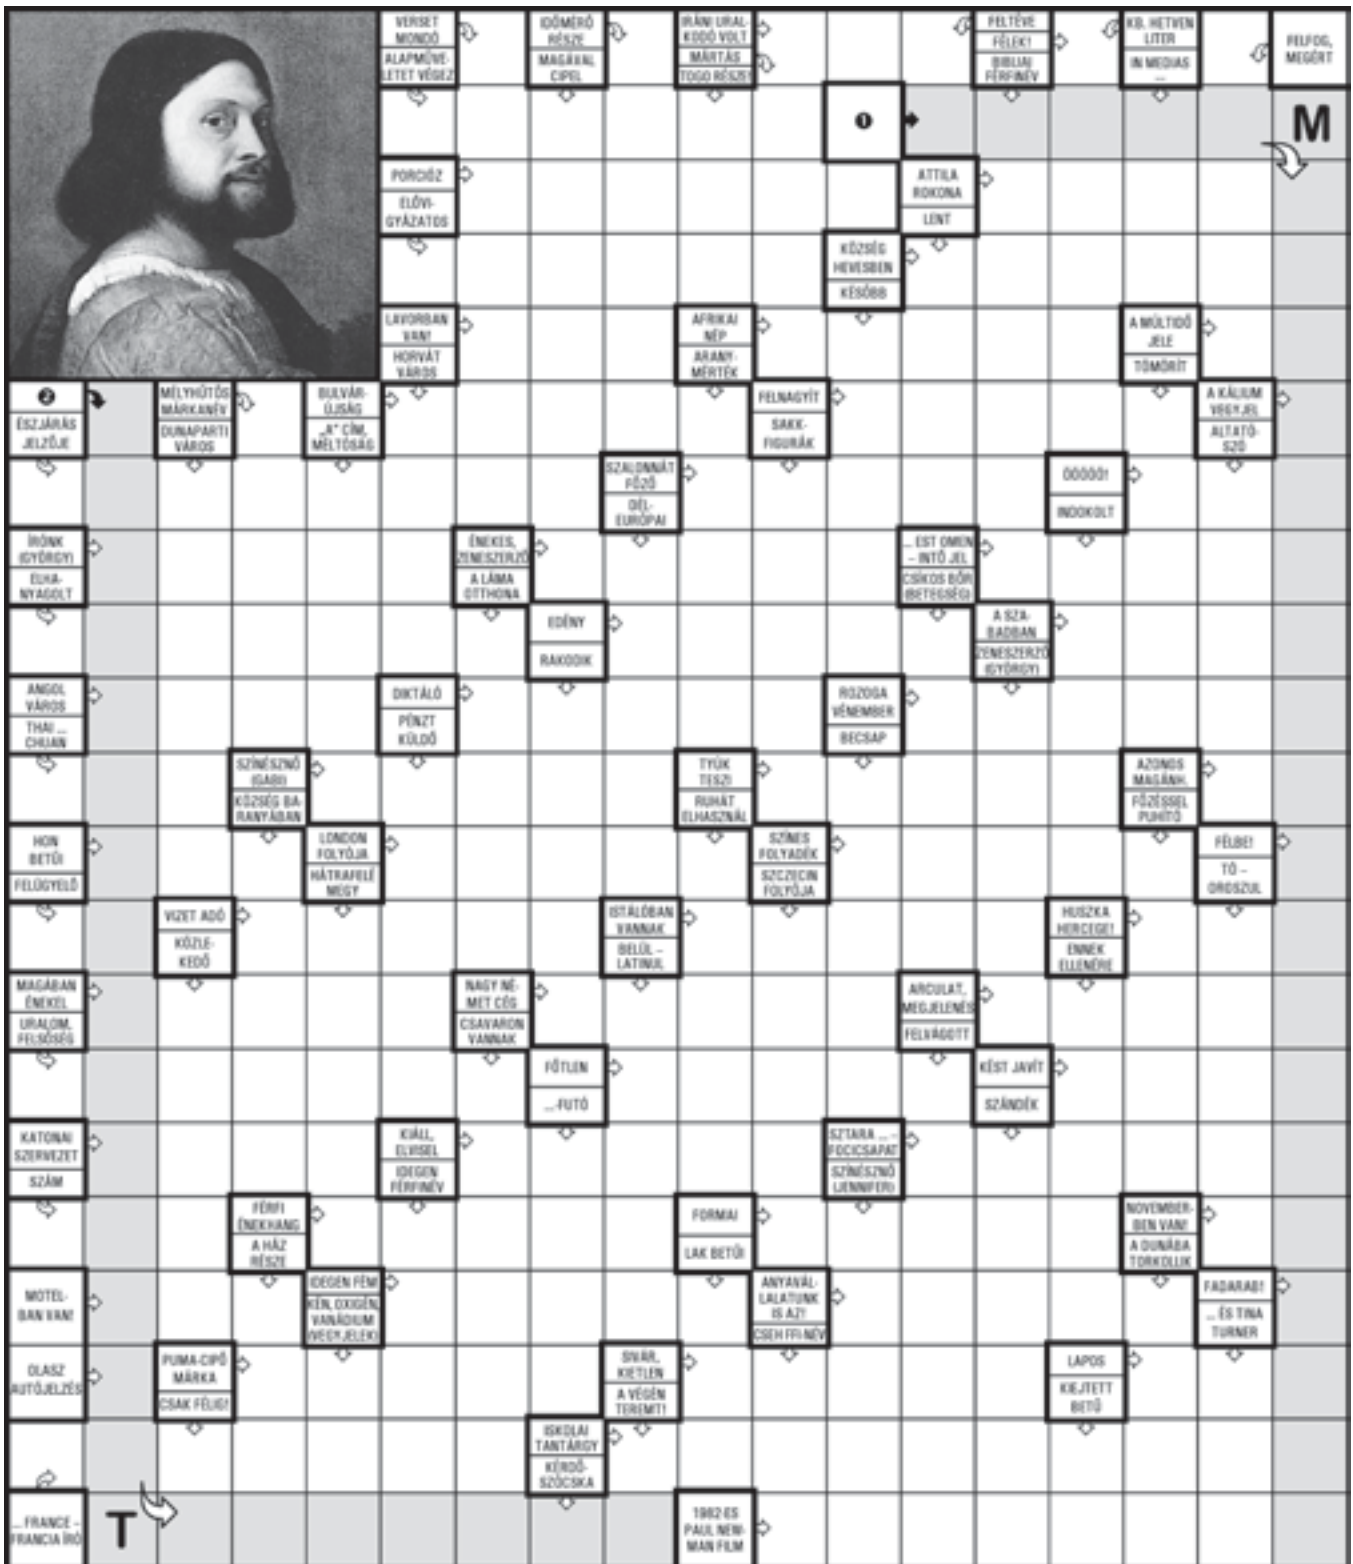 VERSET
MONDÓ
ALAPMŰVE-
LETET VÉGEZ
IDŐMÉRŐ
RÉSZE
MAGÁVAL
CIPEL
IRÁNI URAL-
KODÓ VOLT
MÁRTÁS
TOGO RÉSZE!
FELTÉVE
FÉLEK!
BIBLIAI
FÉRFINÉV
KB. HETVEN
LITER
IN MEDIAS
...
FELFOG,
MEGÉRT
1
M
PORCIÓZ
ELŐVI-
GYÁZATOS
ATTILA
ROKONA
LENT
KÖZSÉG
HEVESBEN
KÉSŐBB
LAVÓRBAN
VAN!
HORVÁT
VÁROS
AFRIKAI
NÉP
ARANY-
MÉRTÉK
A MÚLTIDŐ
JELE
TÖMÖRÍT
2
ÉSZJÁRÁS
JELZŐJE
MÉLYHŰTŐS
MÁRKANÉV
DUNAPARTI
VÁROS
BULVÁR-
ÚJSÁG
„A" CÍM,
MÉLTÓSÁG
FELNAGYÍT
SAKK-
FIGURÁK
A KÁLIUM
VEGYJEL
ALTATÓ-
SZÓ
SZALONNÁT
FŐZŐ
DÉL-
EURÓPAI
INDOKOLT
ÍRÓNK
(GYÖRGY)
ELHA-
NYAGOLT
ÉNEKES,
ZENESZERZŐ
A LÁMA
OTTHONA
... EST OMEN
– INTŐ JEL
CSÍKOS BŐR
(BETEGSÉG)
EDÉNY
RAKODIK
A SZA-
BADBAN
ZENESZERZŐ
(GYÖRGY)
ANGOL
VÁROS
THAI ...
CHUAN
DIKTÁLÓ
PÉNZT
KÜLDŐ
ROZOGA
VÉNEMBER
BECSAP
SZÍNÉSZNŐ
(GABI)
KÖZSÉG BA-
RANYÁBAN
TYÚK
TESZI
RUHÁT
ELHASZNÁL
AZONOS
MAGÁNH.
FŐZÉSSEL
PUHÍTÓ
HON
BETŰI
FELÜGYELŐ
LONDON
FOLYÓJA
HÁTRAFELÉ
MEGY
SZÍNES
FOLYADÉK
SZCZECIN
FOLYÓJA
FÉLBE!
TÓ –
OROSZUL
VIZET ADÓ
KÖZLE-
KEDŐ
ISTÁLÓBAN
VANNAK
BELÜL –
LATINUL
HUSZKA
HERCEGE!
ENNEK
ELLENÉRE
MAGÁBAN
ÉNEKEL
URALOM,
FELSŐSÉG
NAGY NÉ-
MET CÉG
CSAVARON
VANNAK
ARCULAT,
MEGJELENÉS
FELVÁGOTT
FŐTLEN
...-FUTÓ
KÉST JAVÍT
SZÁNDÉK
KATONAI
SZERVEZET
SZÁM
KIÁLL,
ELVISEL
IDEGEN
FÉRFINÉV
SZTARA ... -
FOCICSAPAT
SZÍNÉSZNŐ
(JENNIFER)
FÉRFI
ÉNEKHANG
A HÁZ
RÉSZE
FORMAI
LAK BETŰI
NOVEMBER-
BEN VAN!
A DUNÁBA
TORKOLLIK
MOTEL-
BAN VAN!
IDEGEN FÉM
KÉN, OXIGÉN,
VANÁDIUM
(VEGYJELEK)
ANYAVÁL-
LALATUNK
IS AZ!
CSEH FFI-NÉV
FADARAB!
... ÉS TINA
TURNER
OLASZ
AUTÓJELZÉS
PUMA-CIPŐ
MÁRKA
CSAK FÉLIG!
SIVÁR,
KIETLEN
A VÉGÉN
TEREMT!
LAPOS
KIEJTETT
BETŰ
ISKOLAI
TANTÁRGY
KÉRDŐ-
SZÓCSKA
... FRANCE –
FRANCIA ÍRÓ
T
1982-ES
PAUL NEW-
MAN FILM